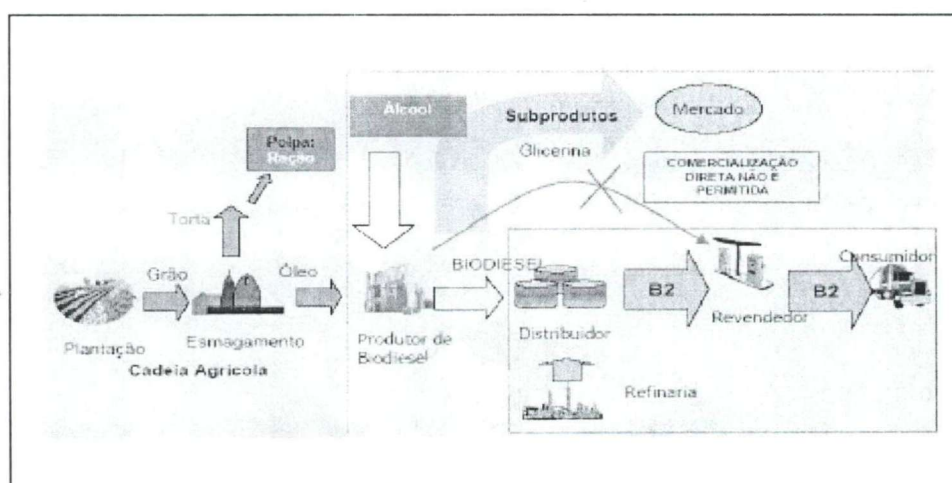 Álcool
Subprodutos
Mercado
Glicerina
Polpa:
Ração
COMERCIALIZAÇÃO
DIRETA NÃO É
PERMITIDA
Torta
Grão
Óleo
BIODIESEL
Consumidor
B2
B2
Plantação
Esmagamento
Produtor de
Biodiesel
Distribuidor
Revendedor
Cadeia Agrícola
Refinaria